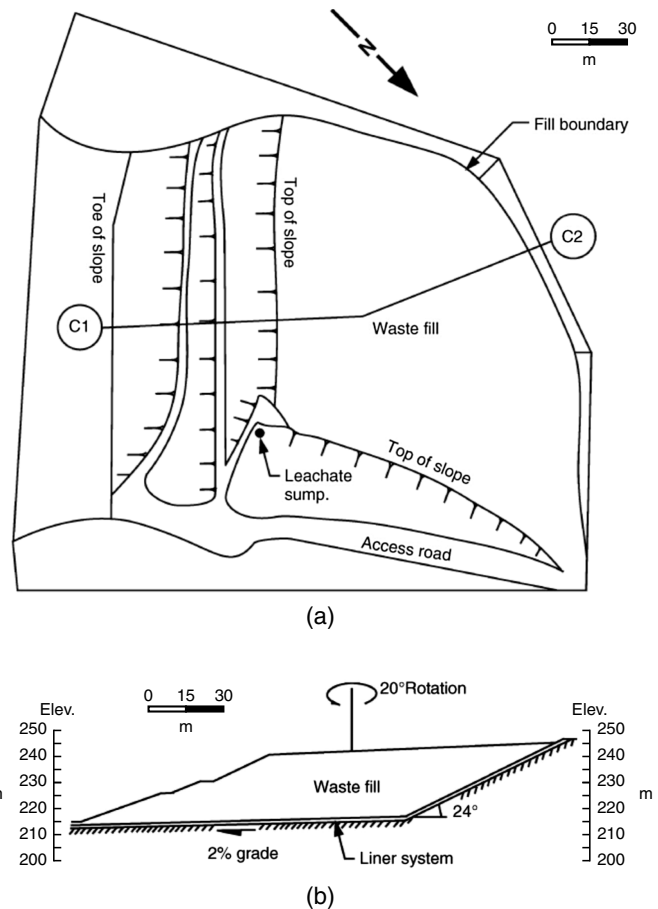 N
0 15 30
m
Fill boundary
Toe of slope
Top of slope
C2
C1
Waste fill
Top of slope
Leachate
sump.
Access road
(a)
0 15 30
m
20°Rotation
Elev.
250
240
230
220
210
200
m
Elev.
250
240
230
220
210
200
m
Waste fill
24°
2% grade
Liner system
(b)